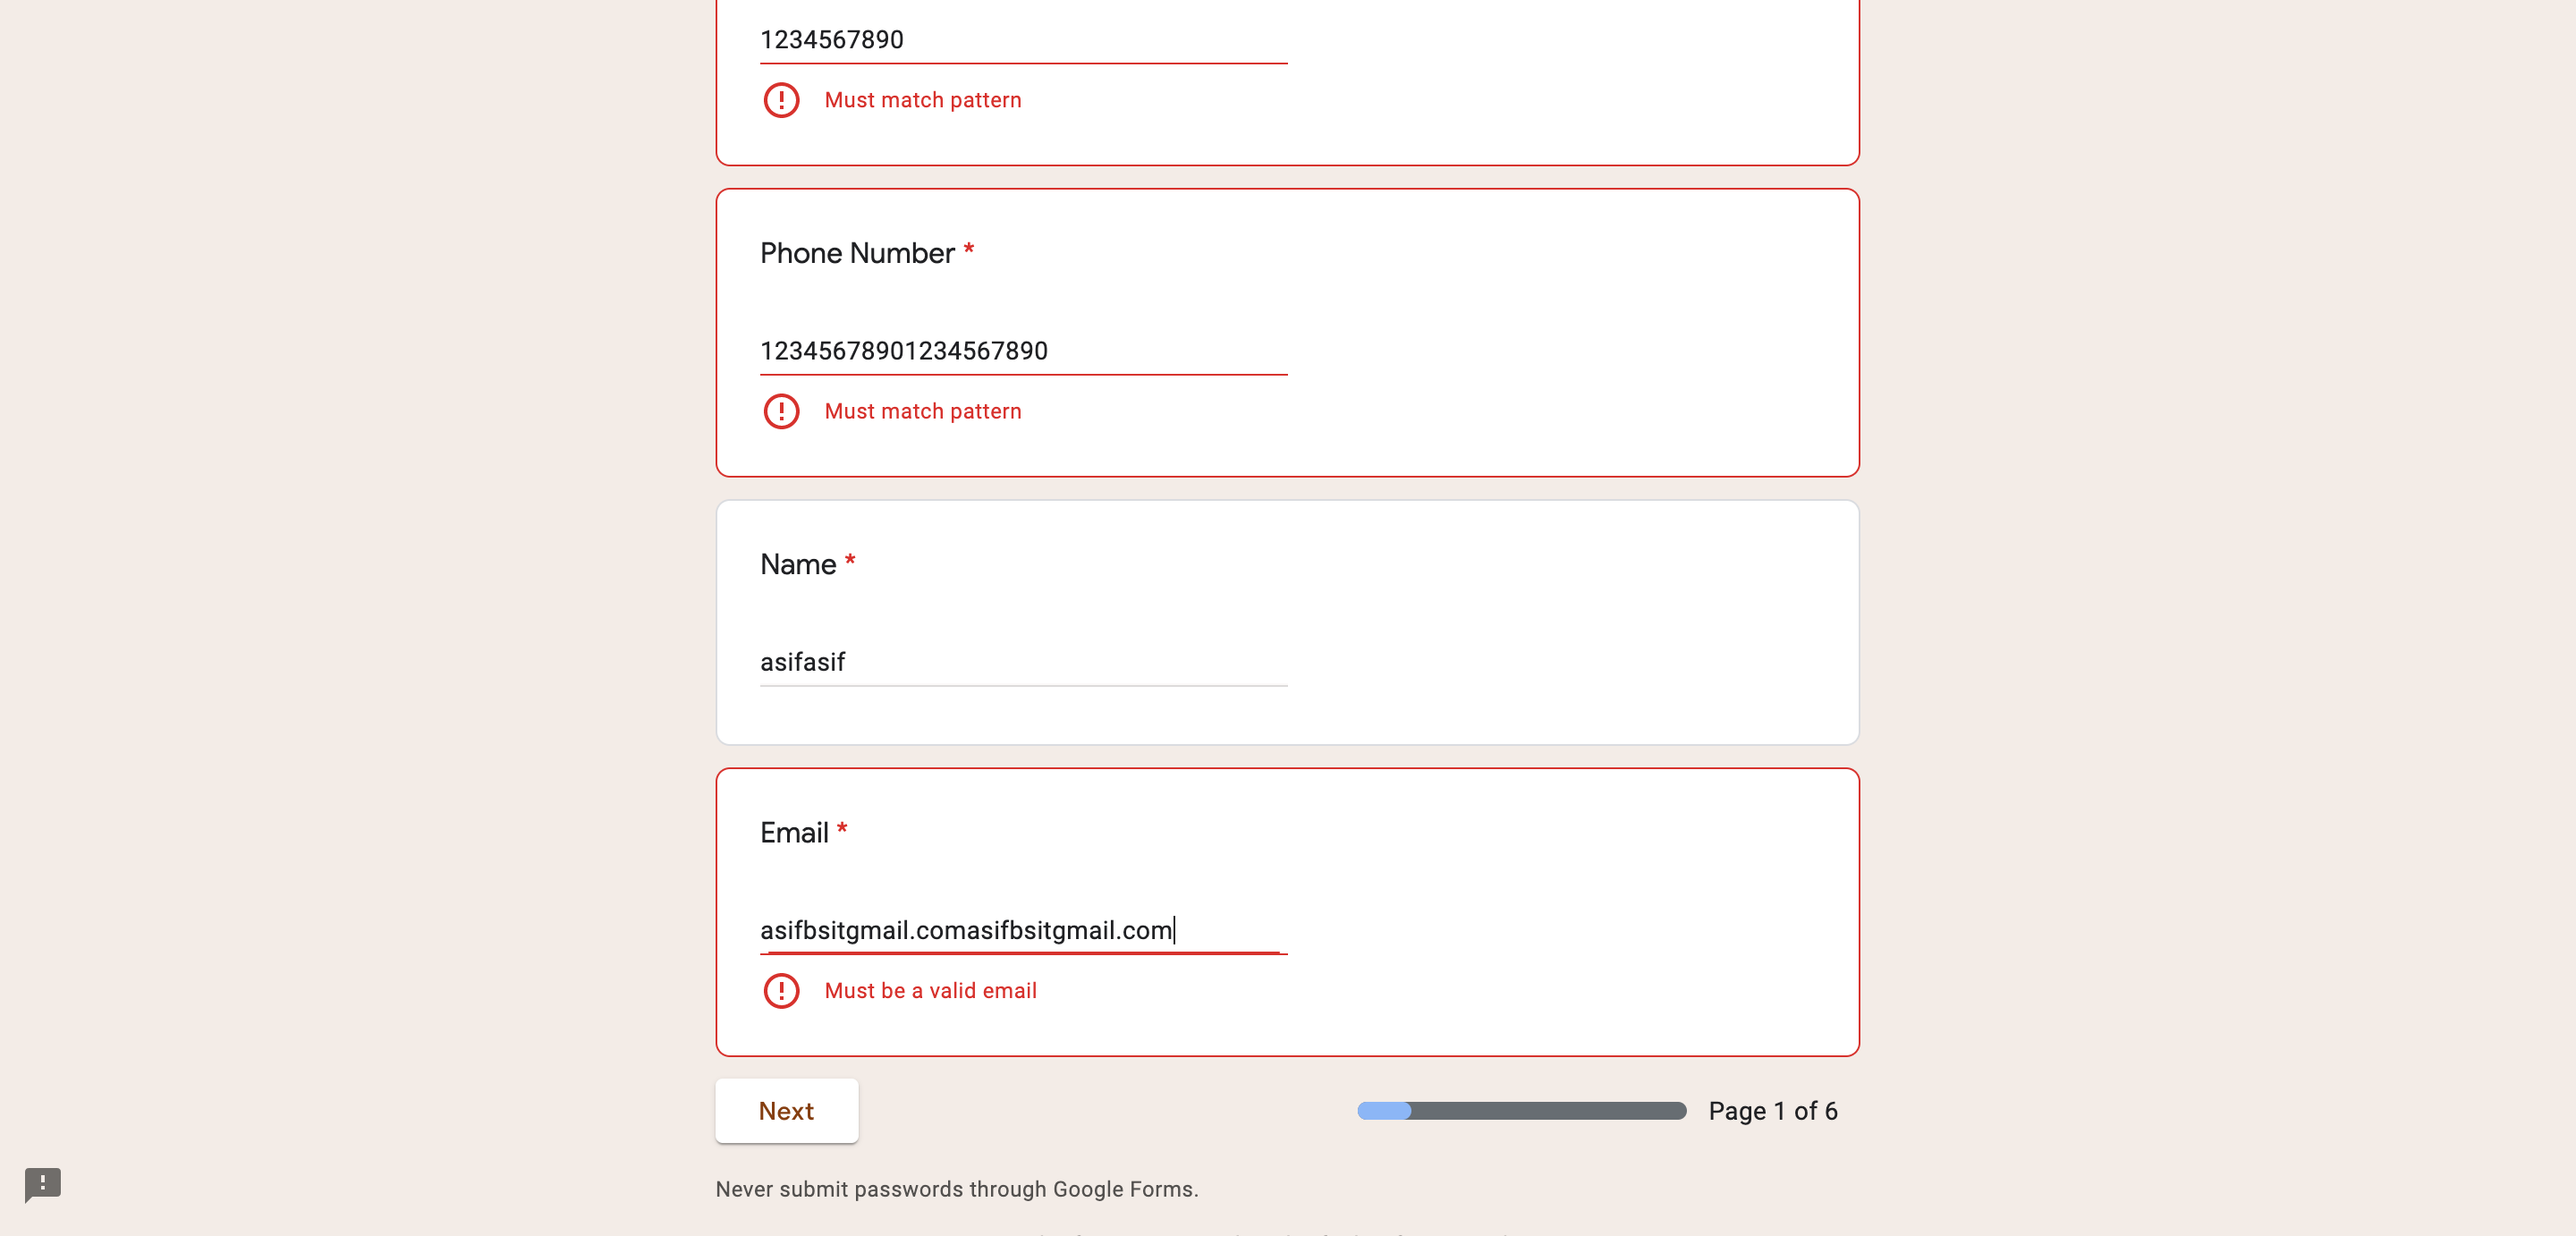 1234567890
Must match pattern
Phone Number *
12345678901234567890
Must match pattern
Name *
asifasif
Email *
asifbsitgmail.comasifbsitgmail.com
Must be a valid email
Next
Page 1 of 6
Never submit passwords through Google Forms.